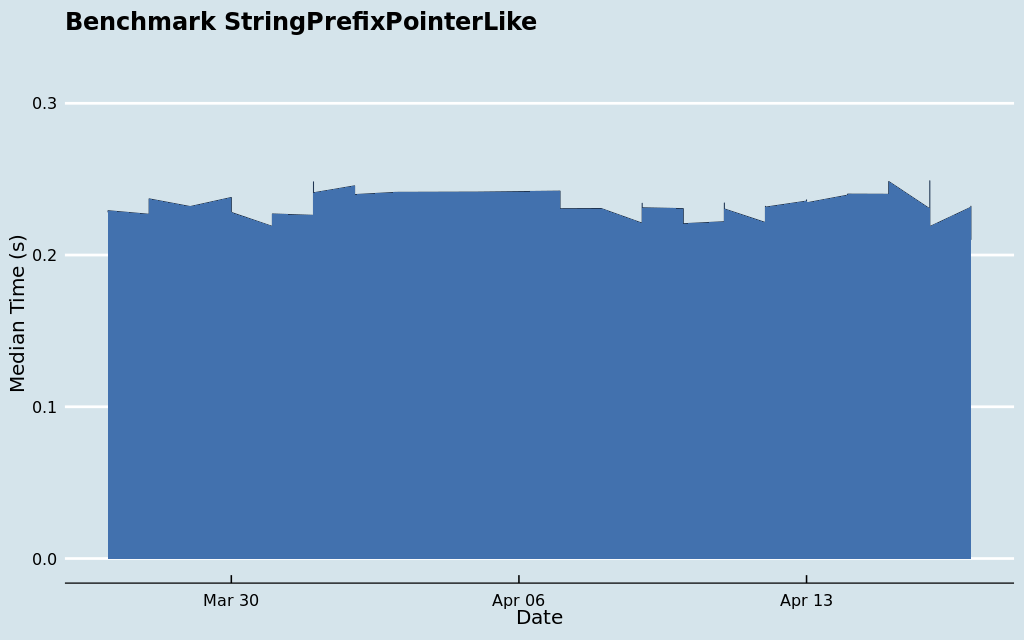 Benchmark StringPrefixPointerLike
Median Time (s)
0.3
0.2
0.1
0.0
Mar 30
Apr 06
Apr 13
Date